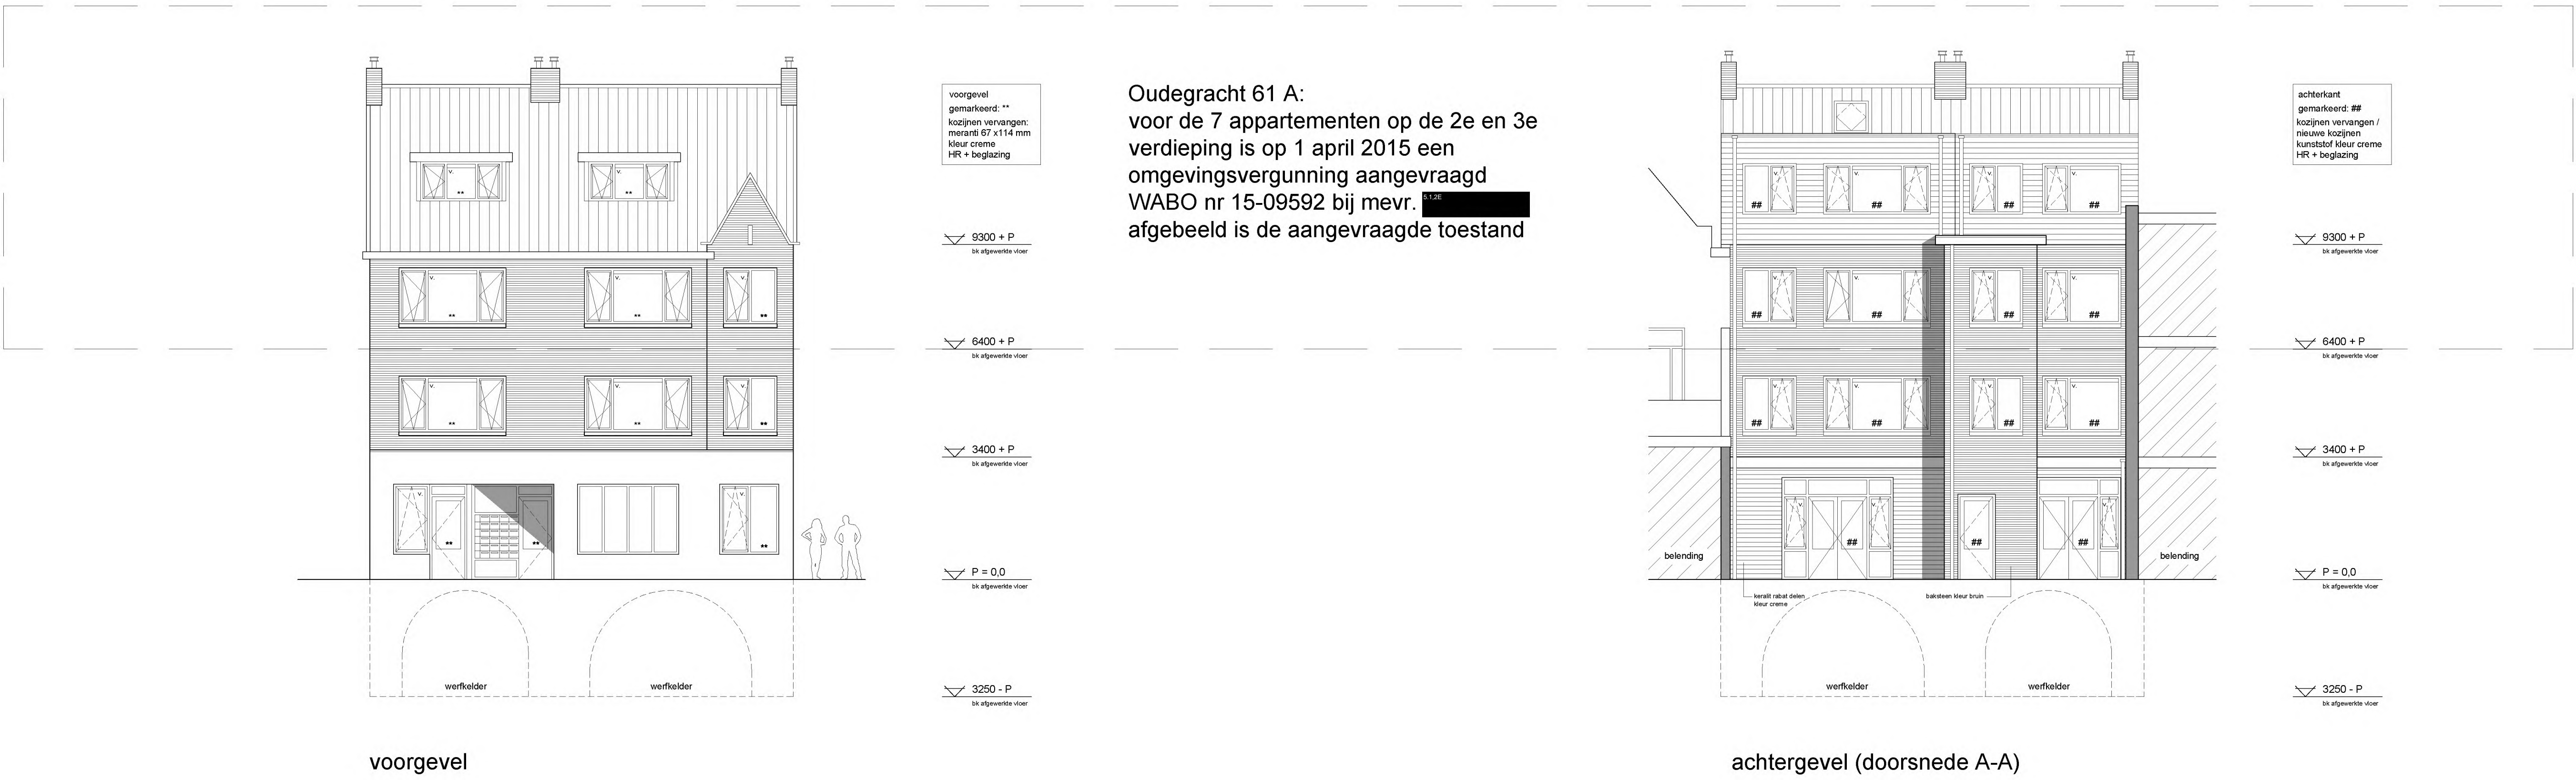 voorgevel
gemarkeerd: **
kozijnen vervangen:
meranti 67 x114 mm
kleur creme
HR + beglazing
Oudegracht 61 A:
voor de 7 appartementen op de 2e en 3e
verdieping is op 1 april 2015 een
omgevingsvergunning aangevraagd
WABO nr 15-09592 bij mevr.
5.1,2E
afgebeeld is de aangevraagde toestand
achterkant
gemarkeerd: ##
kozijnen vervangen /
nieuwe kozijnen
kunststof kleur creme
HR + beglazing
v. v.
** **
9300 + P
bk afgewerkte vloer
v. v. v.
** ** **
6400 + P
bk afgewerkte vloer
v. v. v.
** ** **
3400 + P
bk afgewerkte vloer
v. v.
** ** **
P = 0,0
bk afgewerkte vloer
werfkelder
werfkelder
3250 - P
bk afgewerkte vloer
voorgevel
v. v. v. v.
## ## ## ##
9300 + P
bk afgewerkte vloer
v. v. v. v.
## ## ## ##
6400 + P
bk afgewerkte vloer
v. v. v. v.
## ## ## ##
3400 + P
bk afgewerkte vloer
v. v. v.
## ## ##
belending
belending
P = 0,0
bk afgewerkte vloer
keralit rabat delen
kleur creme
baksteen kleur bruin
werfkelder
werfkelder
3250 - P
bk afgewerkte vloer
achtergevel (doorsnede A-A)